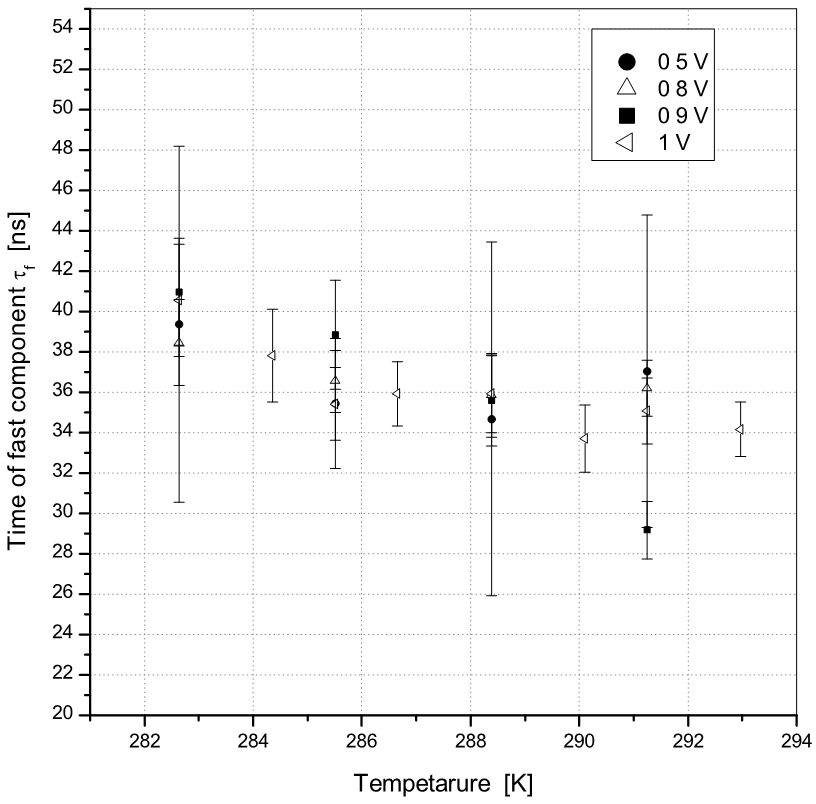 54
52
50
48
46
44
42
40
38
36
34
32
30
28
26
24
22
20
Time of fast component τf [ns]
0 5 V
0 8 V
0 9 V
1 V
282 284 286 288 290 292 294
Tempetarure [K]